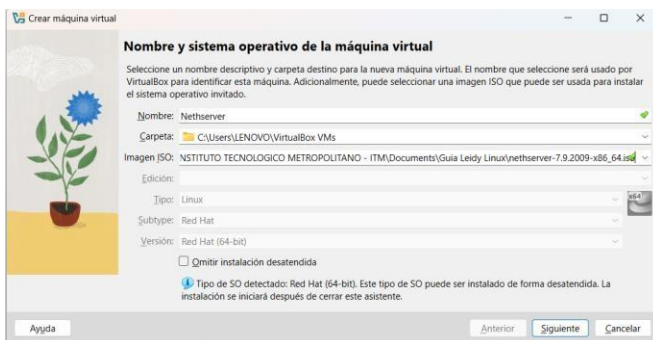 Crear máquina virtual
Nombre y sistema operativo de la máquina virtual
Seleccione un nombre descriptivo y carpeta destino para la nueva máquina virtual. El nombre que seleccione será usado por
VirtualBox para identificar esta máquina. Adicionalmente, puede seleccionar una imagen ISO que puede ser usada para instalar
el sistema operativo invitado.
Nombre: Nethserver
Carpeta: C:\Users\LENOVO\VirtualBox VMs
Imagen ISO: NSTITUTO TECNOLOGICO METROPOLITANO - ITM\Documents\Guia Leidy Linux\nethserver-7.9.2009-x86_64.iso
Edición:
Tipo: Linux
x64
Subtype: Red Hat
Versión: Red Hat (64-bit)
Omitir instalación desatendida
Tipo de SO detectado: Red Hat (64-bit). Este tipo de SO puede ser instalado de forma desatendida. La
instalación se iniciará después de cerrar este asistente.
Ayuda Anterior Siguiente Cancelar